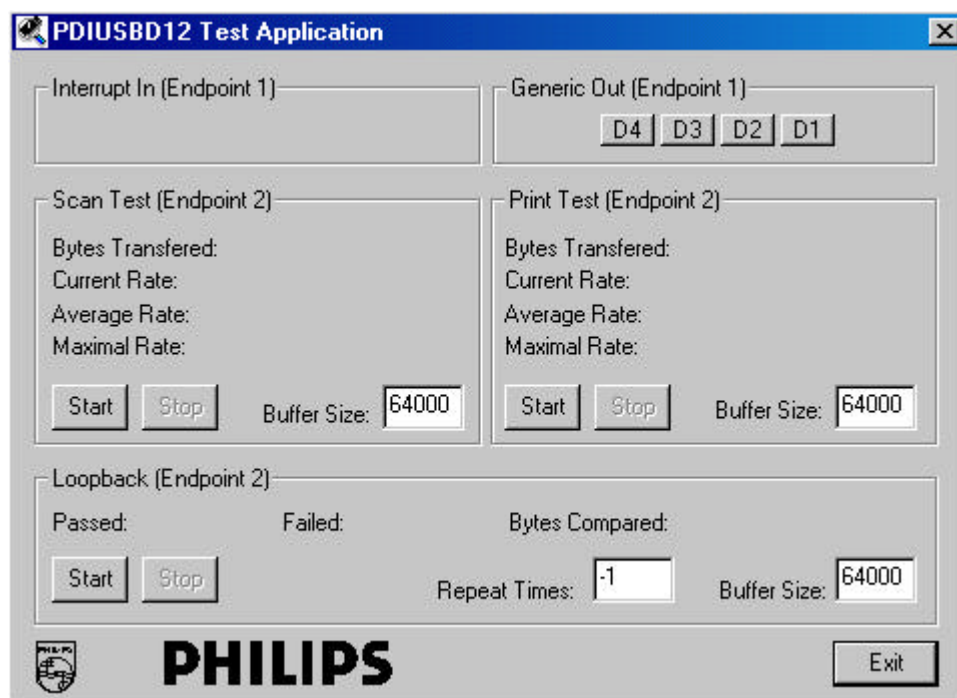 PDIUSBD12 Test Application
Interrupt In (Endpoint 1)
Generic Out (Endpoint 1)
D4 D3 D2 D1
Scan Test (Endpoint 2)
Bytes Transfered:
Current Rate:
Average Rate:
Maximal Rate:
Start Stop Buffer Size: 64000
Print Test (Endpoint 2)
Bytes Transfered:
Current Rate:
Average Rate:
Maximal Rate:
Start Stop Buffer Size: 64000
Loopback (Endpoint 2)
Passed: Failed: Bytes Compared:
Start Stop Repeat Times: -1 Buffer Size: 64000
PHILIPS
PHILIPS Exit